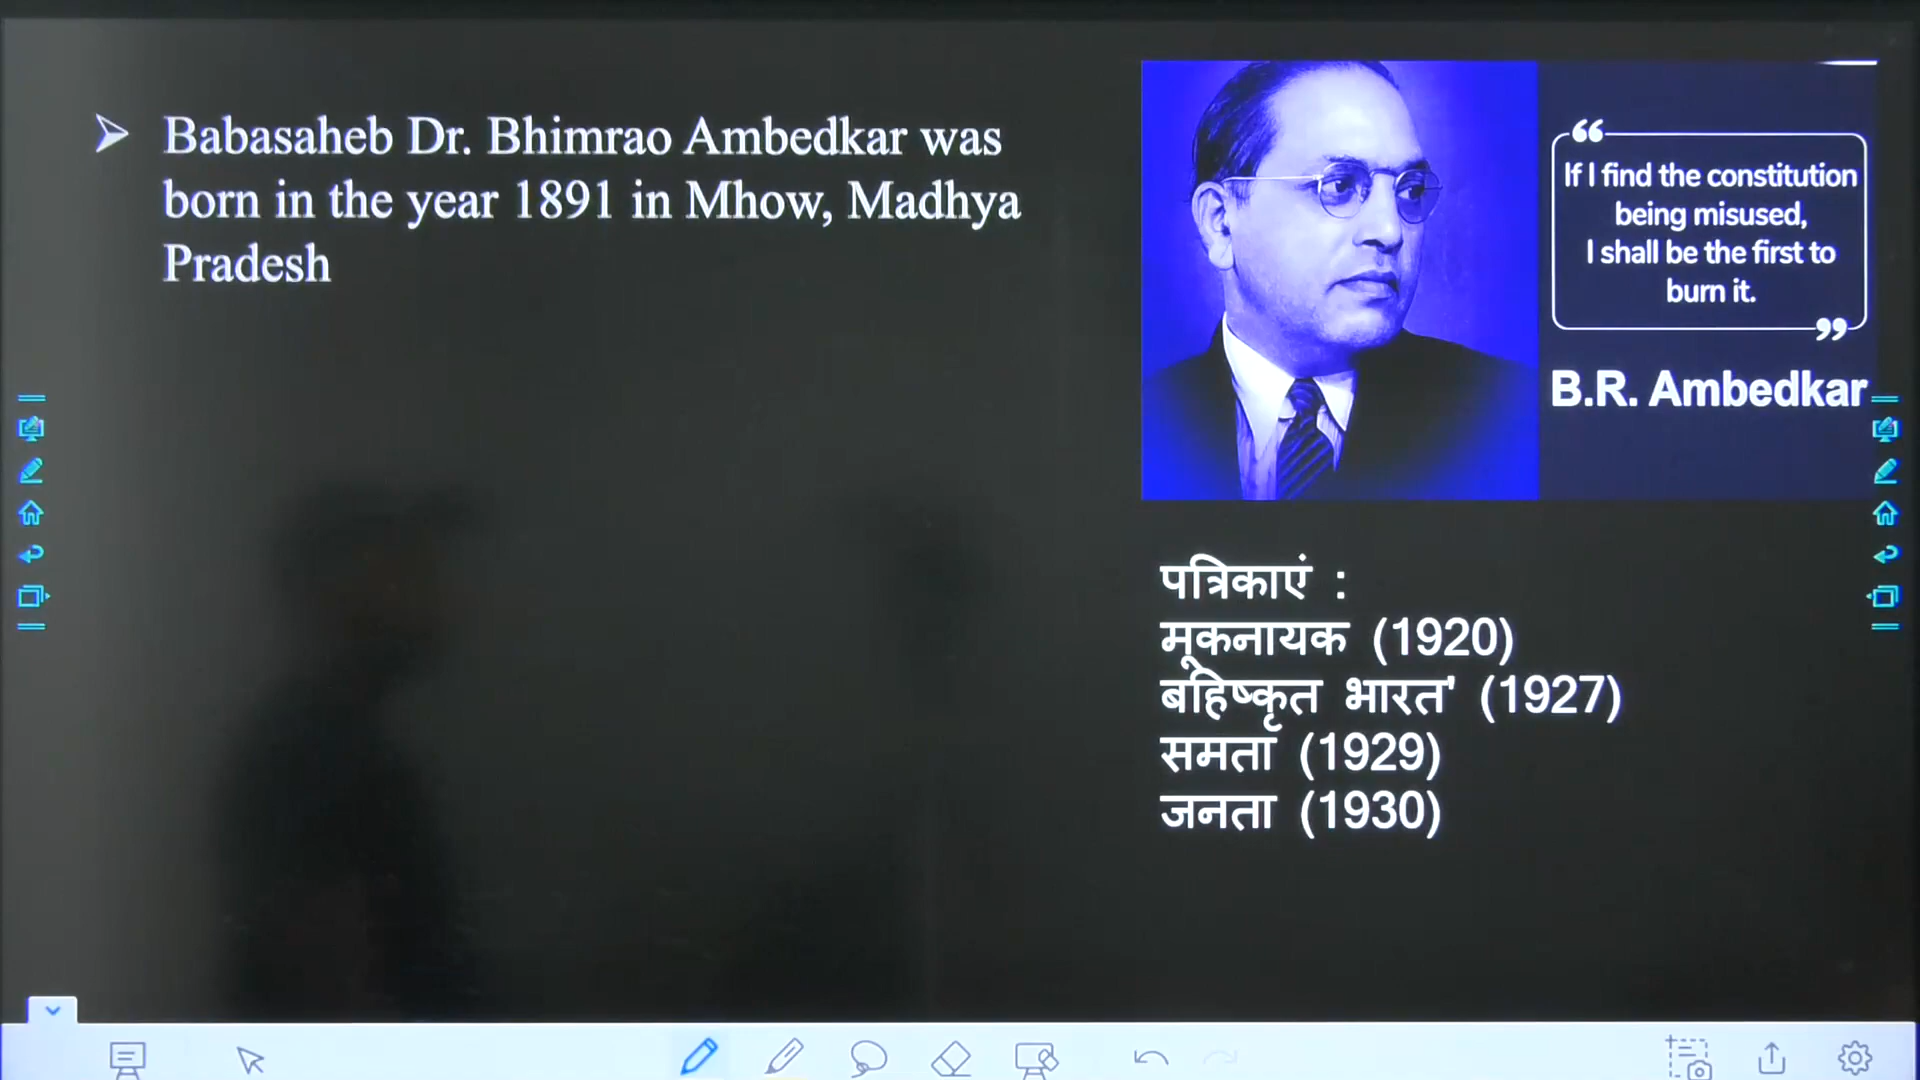 Babasaheb Dr. Bhimrao Ambedkar was
born in the year 1891 in Mhow, Madhya
Pradesh
“
If I find the constitution
being misused,
I shall be the first to
burn it.
”
B.R. Ambedkar
पत्रिकाएं :
मूकनायक (1920)
बहिष्कृत भारत' (1927)
समता (1929)
जनता (1930)